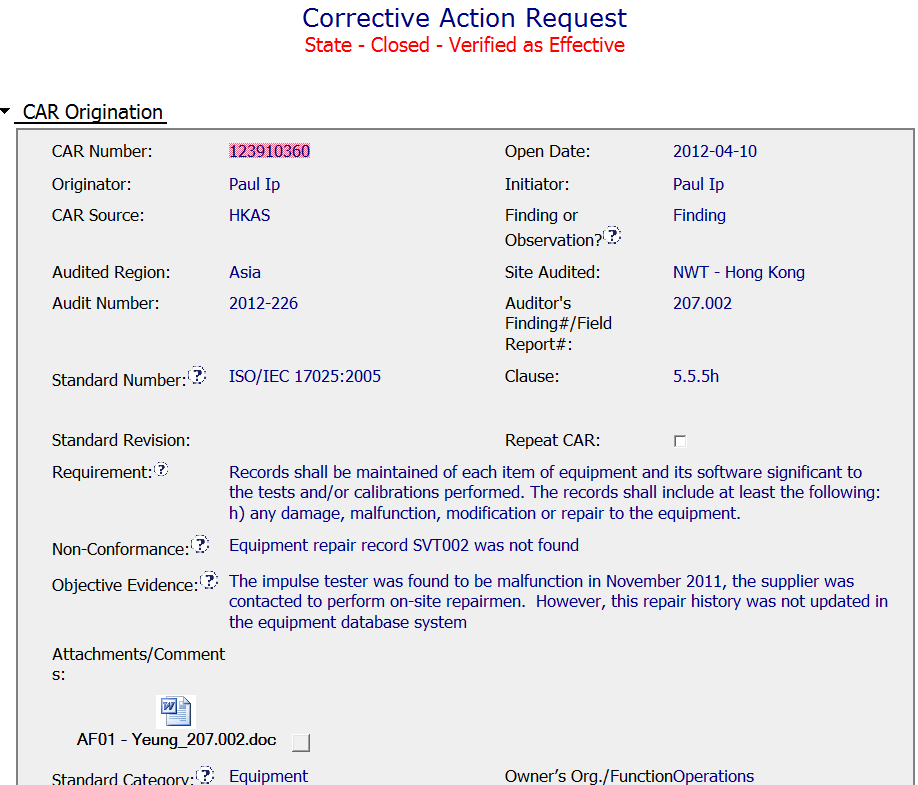 Corrective Action Request
State - Closed - Verified as Effective
CAR Origination
CAR Number: 123910360 Open Date: 2012-04-10
Originator: Paul Ip Initiator: Paul Ip
CAR Source: HKAS Finding or Finding
Observation??
Audited Region: Asia Site Audited: NWT - Hong Kong
Audit Number: 2012-226 Auditor's 207.002
Finding#/Field
Report#:
Standard Number:? ISO/IEC 17025:2005 Clause: 5.5.5h
Standard Revision: Repeat CAR:
Requirement:? Records shall be maintained of each item of equipment and its software significant to
the tests and/or calibrations performed. The records shall include at least the following:
h) any damage, malfunction, modification or repair to the equipment.
Non-Conformance:? Equipment repair record SVT002 was not found
Objective Evidence:? The impulse tester was found to be malfunction in November 2011, the supplier was
contacted to perform on-site repairmen. However, this repair history was not updated in
the equipment database system
Attachments/Comment
s:
W
AF01 - Yeung_207.002.doc
Standard Category:? Equipment Owner's Org./Function Operations